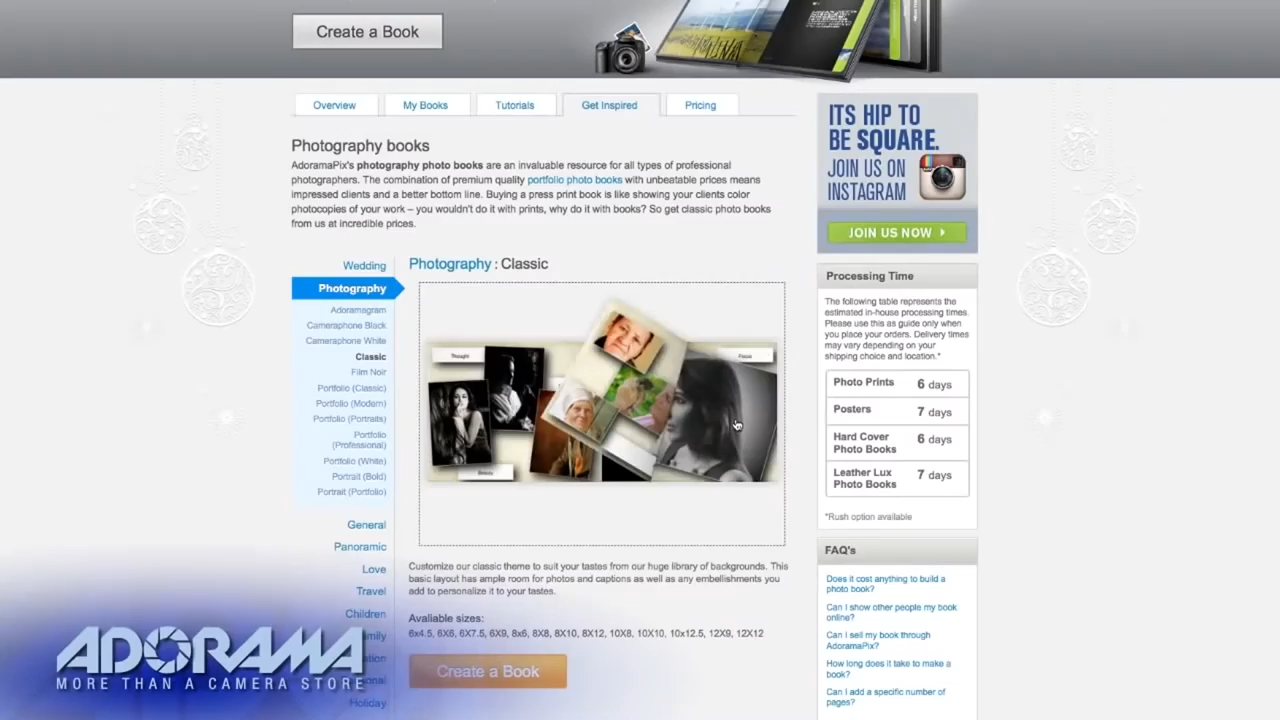 Create a Book
Overview
My Books
Tutorials
Get Inspired
Pricing
Photography books
AdoramaPix's photography photo books are an invaluable resource for all types of professional
photographers. The combination of premium quality portfolio photo books with unbeatable prices means
impressed clients and a better bottom line. Buying a press print book is like showing your clients color
photocopies of your work – you wouldn't do it with prints, why do it with books? So get classic photo books
from us at incredible prices.
Wedding
Photography
Adoramagram
Cameraphone Black
Cameraphone White
Classic
Film Noir
Portfolio (Classic)
Portfolio (Modern)
Portfolio (Portraits)
Portfolio
(Professional)
Portfolio (White)
Portrait (Bold)
Portrait (Portfolio)
General
Panoramic
Love
Travel
Children
Holiday
Photography : Classic
Thought
Focus
Beauty
Customize our classic theme to suit your tastes from our huge library of backgrounds. This
basic layout has ample room for photos and captions as well as any embellishments you
add to personalize it to your tastes.
Available sizes:
6x4.5, 6X6, 6X7.5, 6X9, 8x6, 8X8, 8X10, 8X12, 10X8, 10X10, 10x12.5, 12X9, 12X12
Create a Book
ITS HIP TO
BE SQUARE.
JOIN US ON
INSTAGRAM
JOIN US NOW
Processing Time
The following table represents the
estimated in-house processing times.
Please use this as guide only when
you place your orders. Delivery times
may vary depending on your
shipping choice and location.*
Photo Prints 6 days
Posters 7 days
Hard Cover
Photo Books 6 days
Leather Lux
Photo Books 7 days
*Rush option available
FAQ's
Does it cost anything to build a
photo book?
Can I show other people my book
online?
Can I sell my book through
AdoramaPix?
How long does it take to make a
book?
Can I add a specific number of
pages?
ADORAMA
MORE THAN A CAMERA STORE